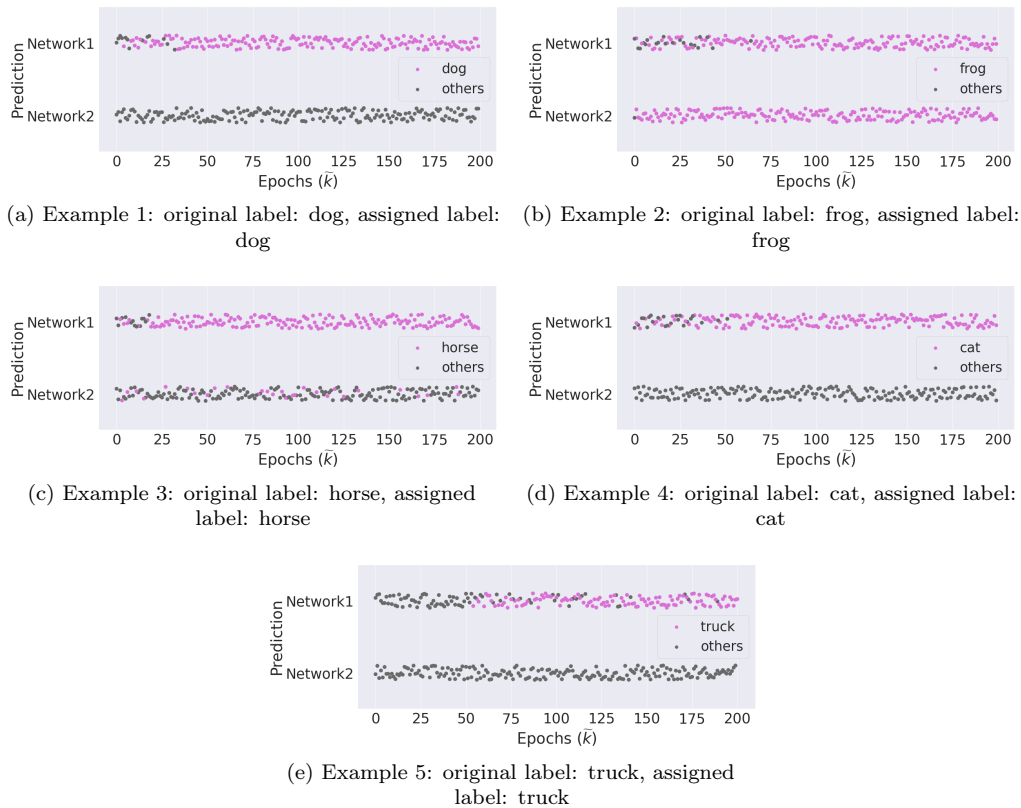 Prediction
Network1
Network2
dog
others
0 25 50 75 100 125 150 175 200
Epochs (k̃)
(a) Example 1: original label: dog, assigned label:
dog
Prediction
Network1
Network2
frog
others
0 25 50 75 100 125 150 175 200
Epochs (k̃)
(b) Example 2: original label: frog, assigned label:
frog
Prediction
Network1
Network2
horse
others
0 25 50 75 100 125 150 175 200
Epochs (k̃)
(c) Example 3: original label: horse, assigned
label: horse
Prediction
Network1
Network2
cat
others
0 25 50 75 100 125 150 175 200
Epochs (k̃)
(d) Example 4: original label: cat, assigned label:
cat
Prediction
Network1
Network2
truck
others
0 25 50 75 100 125 150 175 200
Epochs (k̃)
(e) Example 5: original label: truck, assigned
label: truck